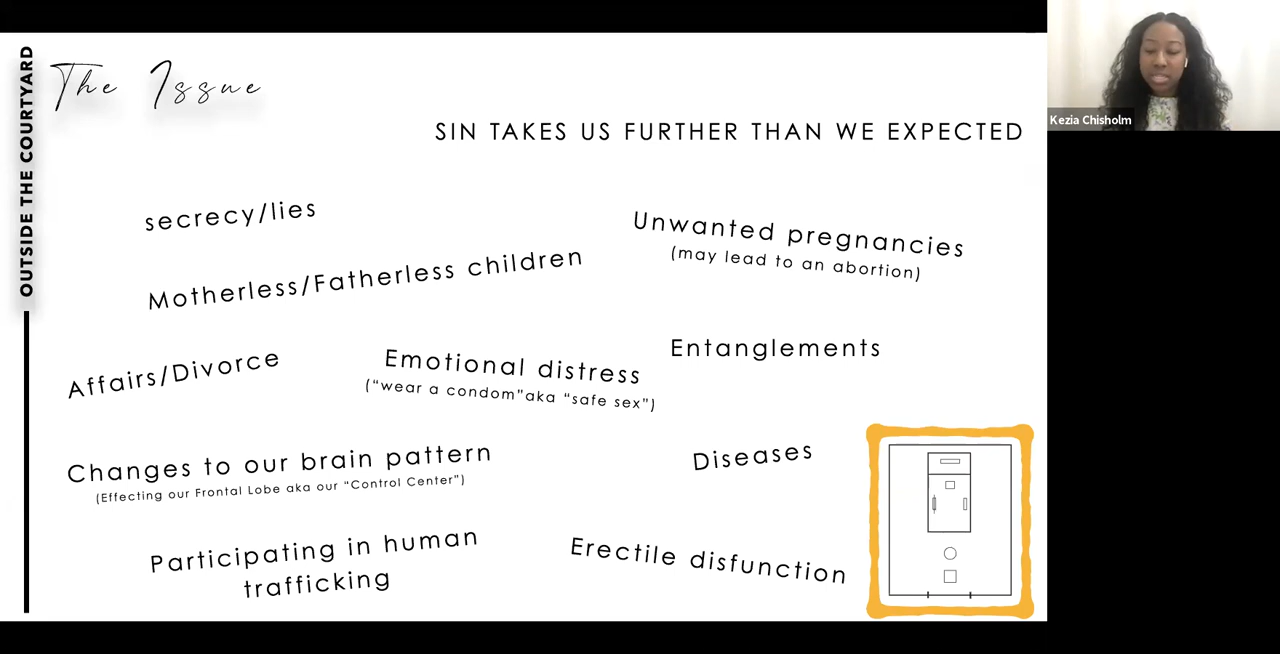 OUTSIDE THE COURTYARD
The Issue
SIN TAKES US FURTHER THAN WE EXPECTED
Kezia Chisholm
secrecy/lies
Unwanted pregnancies
(may lead to an abortion)
Motherless/Fatherless children
Affairs/Divorce
Emotional distress
("wear a condom"aka "safe sex")
Entanglements
Changes to our brain pattern
(Effecting our Frontal Lobe aka our "Control Center")
Diseases
Participating in human
trafficking
Erectile disfunction